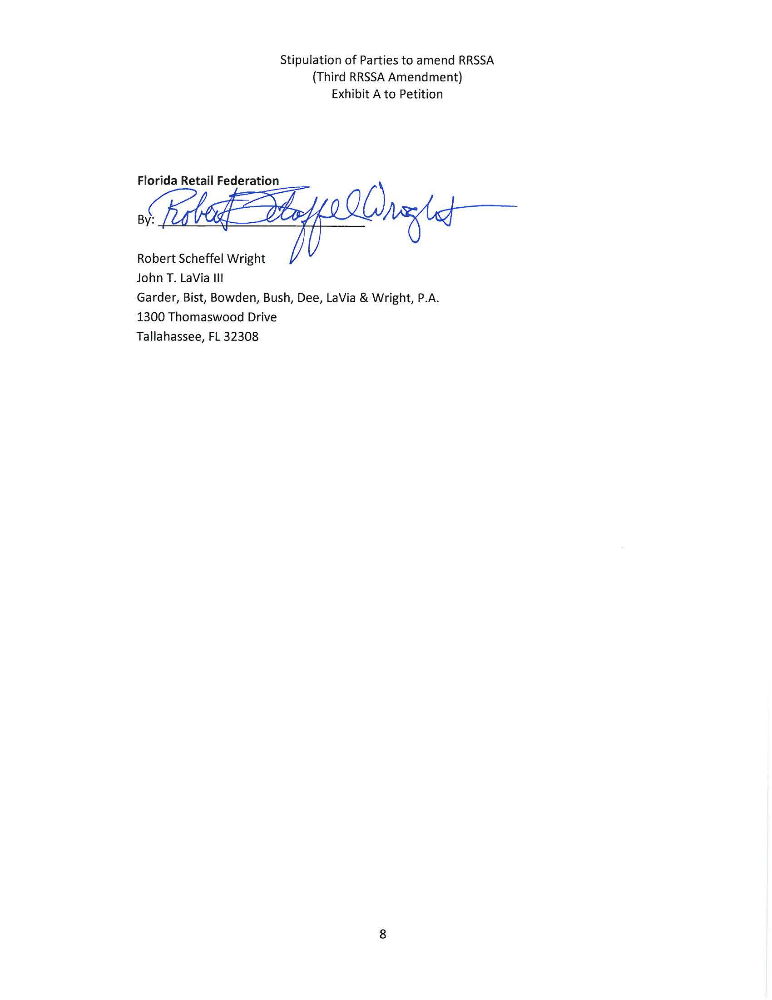 Stipulation of Parties to amend RRSSA
(Third RRSSA Amendment)
Exhibit A to Petition
Florida Retail Federation
By: Robert Scheffel Wright
Robert Scheffel Wright
John T. LaVia III
Garder, Bist, Bowden, Bush, Dee, LaVia & Wright, P.A.
1300 Thomaswood Drive
Tallahassee, FL 32308
8